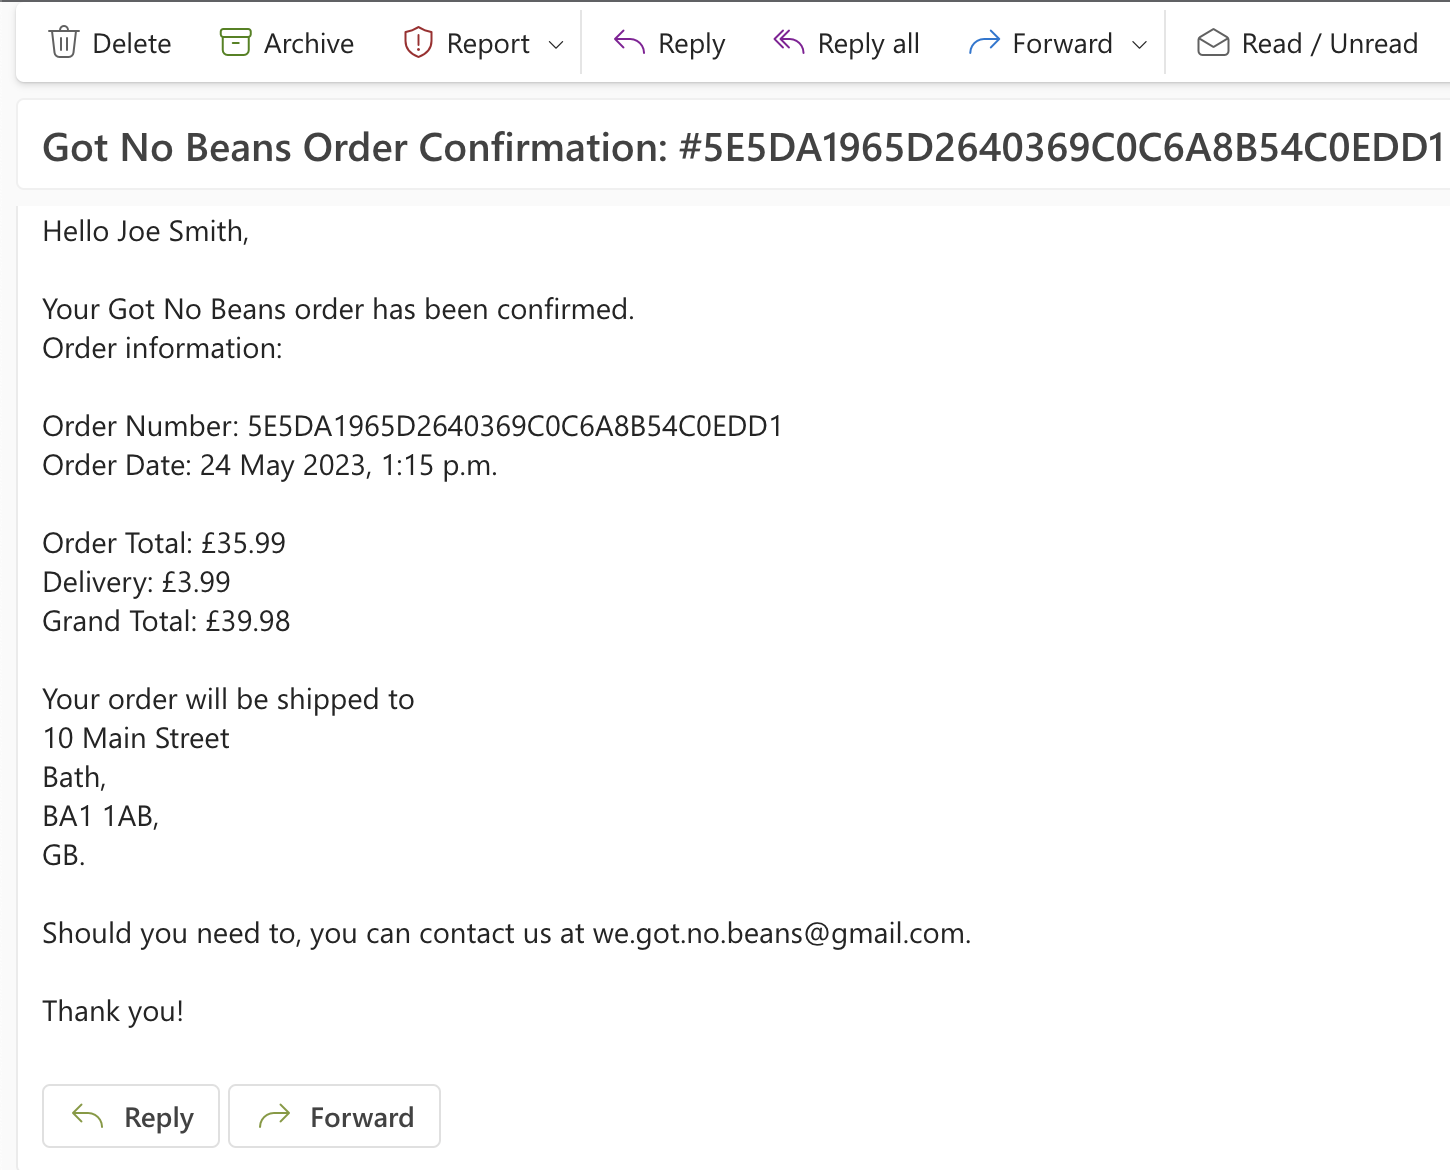 Delete Archive Report Reply Reply all Forward Read / Unread
Got No Beans Order Confirmation: #5E5DA1965D2640369C0C6A8B54C0EDD1
Hello Joe Smith,
Your Got No Beans order has been confirmed.
Order information:
Order Number: 5E5DA1965D2640369C0C6A8B54C0EDD1
Order Date: 24 May 2023, 1:15 p.m.
Order Total: £35.99
Delivery: £3.99
Grand Total: £39.98
Your order will be shipped to
10 Main Street
Bath,
BA1 1AB,
GB.
Should you need to, you can contact us at we.got.no.beans@gmail.com.
Thank you!
Reply Forward